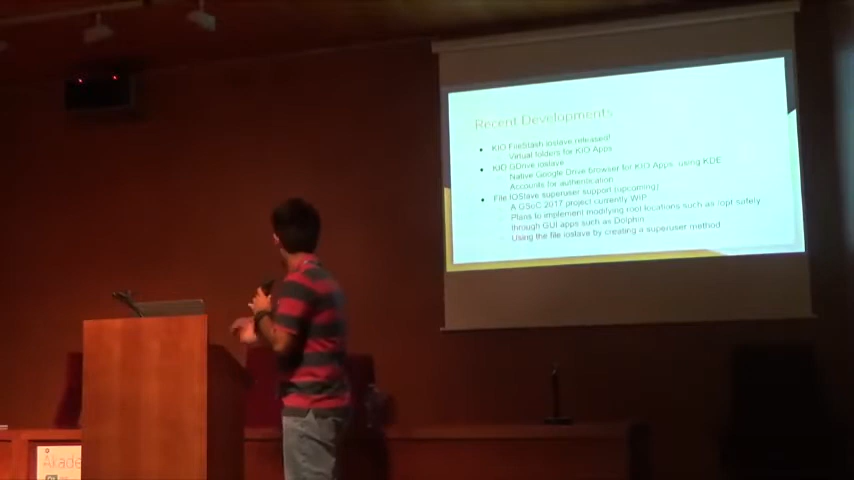 Recent Developments
KIO FileStash ioslave released!
Virtual folders for KIO Apps
KIO GDrive ioslave
Native Google Drive browser for KIO Apps, using KDE
Accounts for authentication
File IOSlave superuser support (upcoming)
A GSoC 2017 project currently WiP
Plans to implement modifying root locations such as /opt safely
through GUI apps such as Dolphin
Using the file ioslave by creating a superuser method
Akade